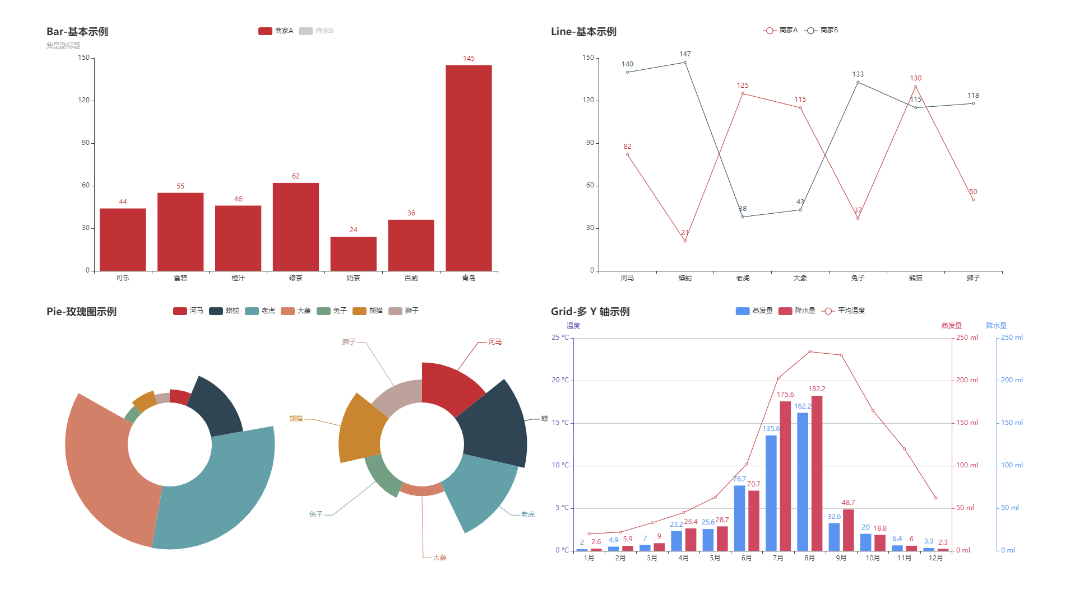 Bar-基本示例
我是副标题
商家A 商家B
150
120
90
60
30
0
44 55 46 62 24 36 145
可乐 雪碧 橙汁 绿茶 奶茶 百威 青岛
Line-基本示例
商家A 商家B
150
120
90
60
30
0
140 147 38 43 133 115 118
82 21 125 115 37 130 50
河马 蟒蛇 老虎 大象 兔子 熊猫 狮子
Pie-玫瑰图示例
河马 蟒蛇 老虎 大象 兔子 熊猫 狮子
狮子 河马
熊猫 蟒
兔子 老虎
大象
Grid-多 Y 轴示例
蒸发量 降水量 平均温度
温度 蒸发量 降水量
25 °C 250 ml 250 ml
20 °C 200 ml 200 ml
15 °C 150 ml 150 ml
10 °C 100 ml 100 ml
5 °C 50 ml 50 ml
0 °C 0 ml 0 ml
2 4.9 7 23.2 25.6 76.7 135.6 162.2 32.6 20 6.4 3.3
2.6 5.9 9 26.4 28.7 70.7 175.6 182.2 48.7 18.8 6 2.3
1月 2月 3月 4月 5月 6月 7月 8月 9月 10月 11月 12月